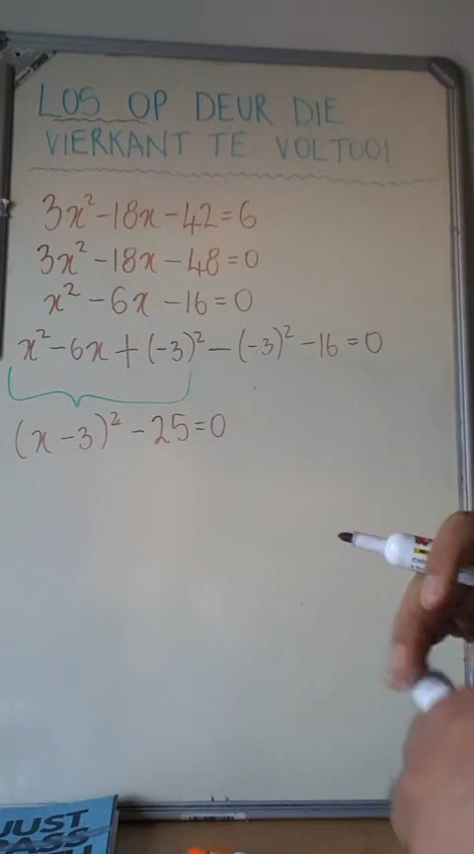 LOS OP DEUR DIE
VIERKANT TE VOLTOOI
3x²-18x-42=6
3x²-18x-48=0
x²-6x-16=0
x²-6x+(-3)²-(-3)²-16=0
(x-3)²-25=0
JUST